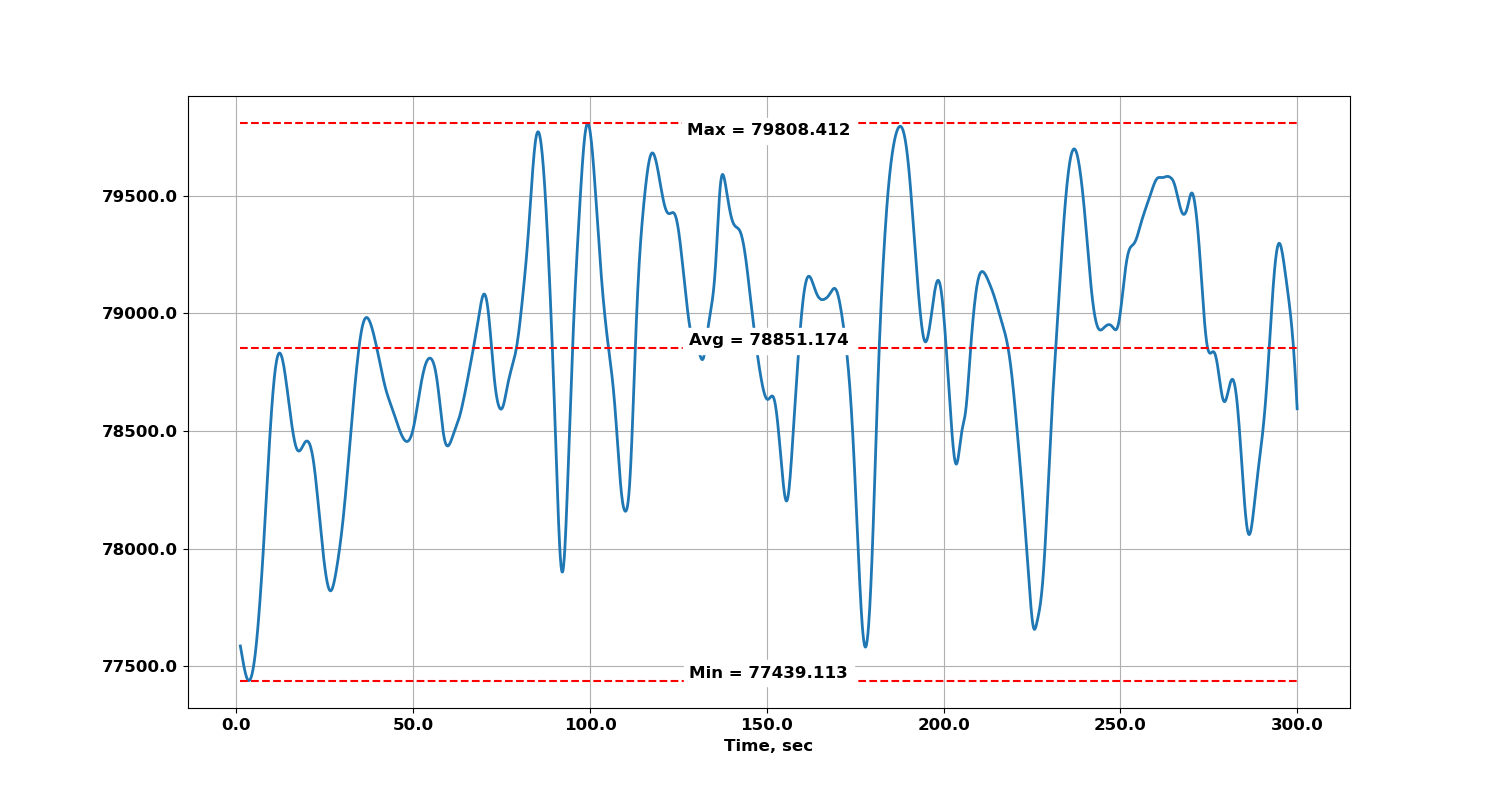 Max = 79808.412
79500.0
79000.0
Avg = 78851.174
78500.0
78000.0
77500.0
Min = 77439.113
0.0 50.0 100.0 150.0 200.0 250.0 300.0
Time, sec